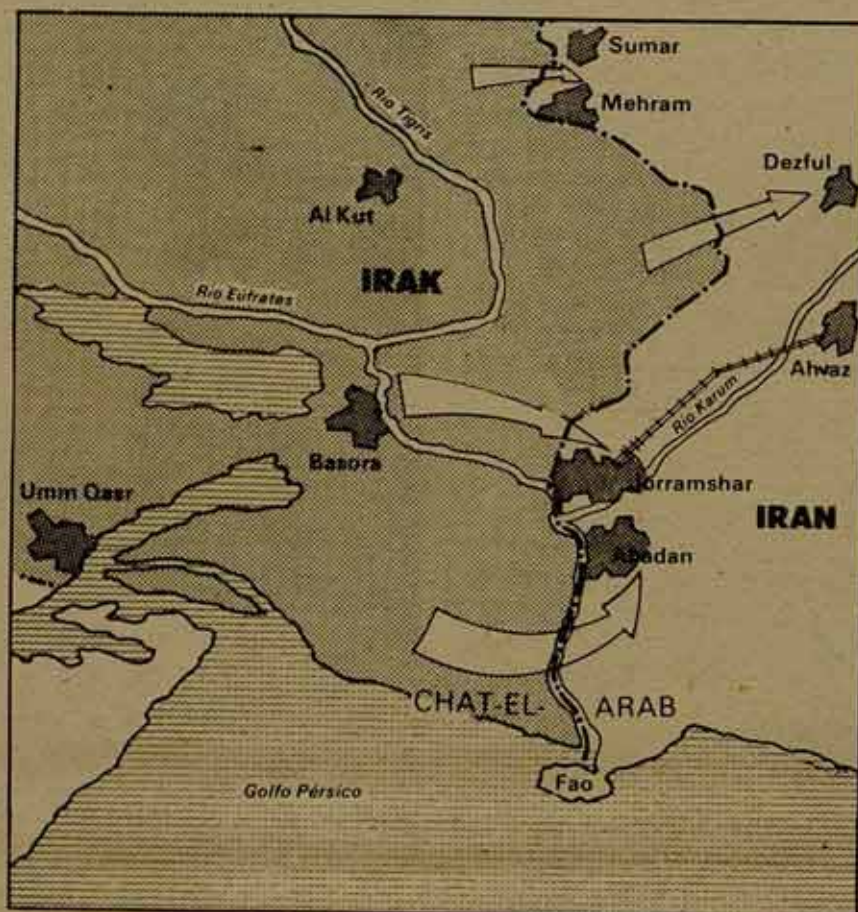 Sumar
Rio Tigris
Mehram
Dezful
Al Kut
IRAK
Rio Eufrates
Ahvaz
Rio Karum
Basora
Umm Qasr
Jorramshar
IRAN
Abadan
CHAT-EL- ARAB
Fao
Golfo Pérsico